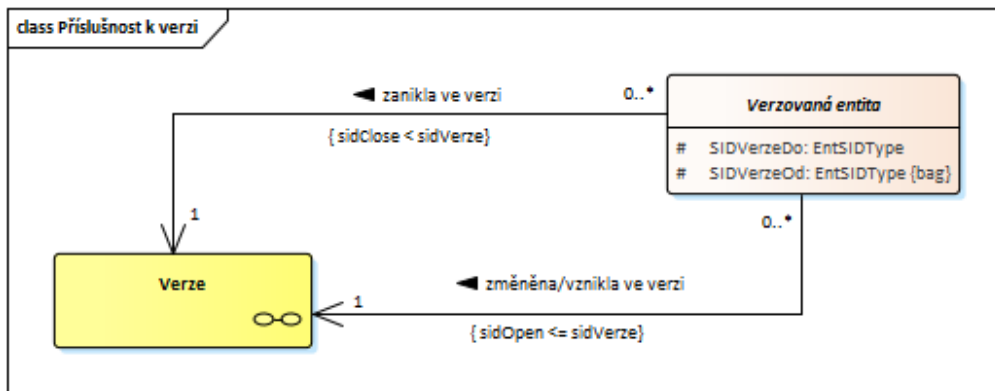 class Příslušnost k verzi
◄ zanikla ve verzi
0..*
{ sidClose < sidVerze}
1
Verzovaná entita
# SIDVerzeDo: EntSIDType
# SIDVerzeOd: EntSIDType {bag}
0..*
Verze
◄ změněna/vznikla ve verzi
1
{ sidOpen <= sidVerze}